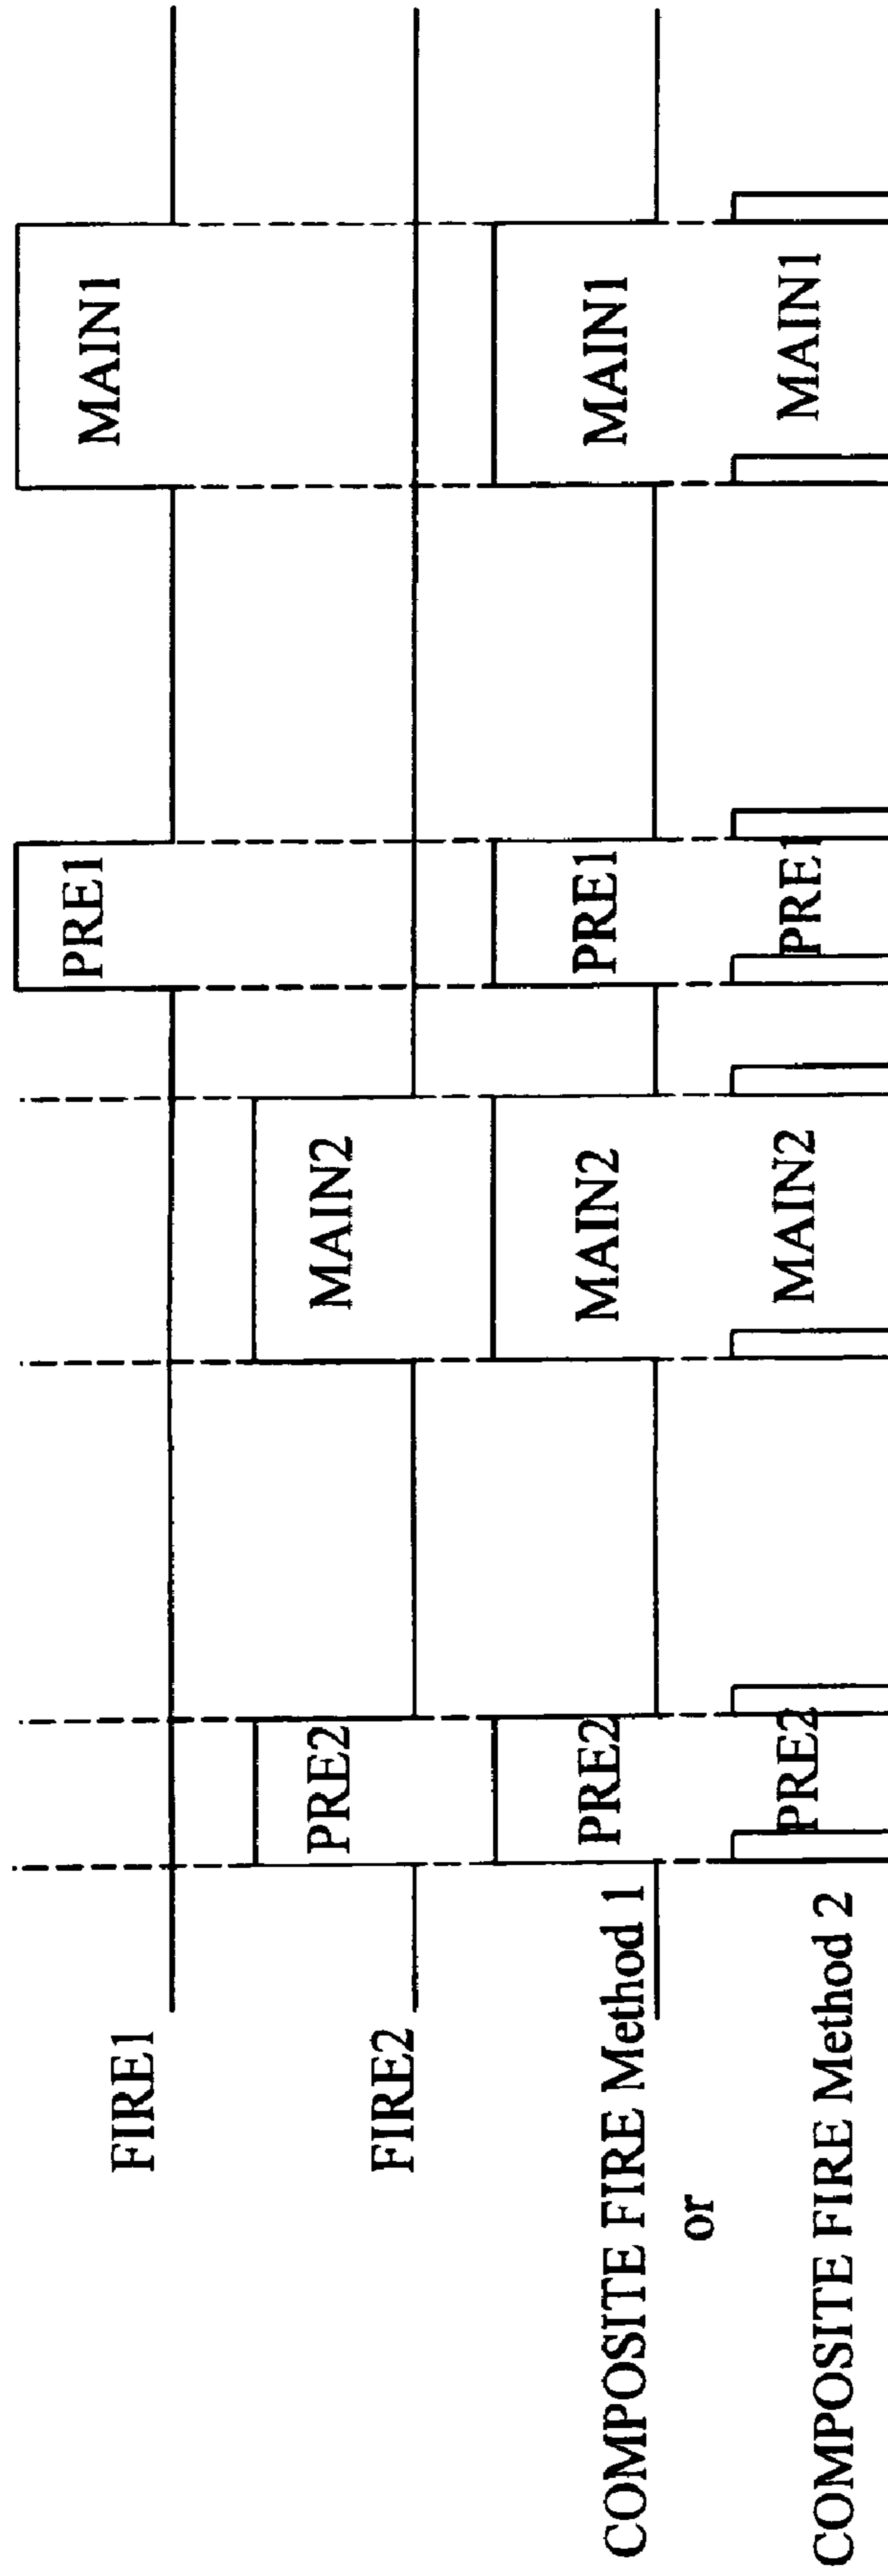 FIRE1
PRE1
MAIN1
FIRE2
PRE2
MAIN2
COMPOSITE FIRE Method 1
PRE2
MAIN2
PRE1
MAIN1
or
COMPOSITE FIRE Method 2
PRE2
MAIN2
PRE1
MAIN1